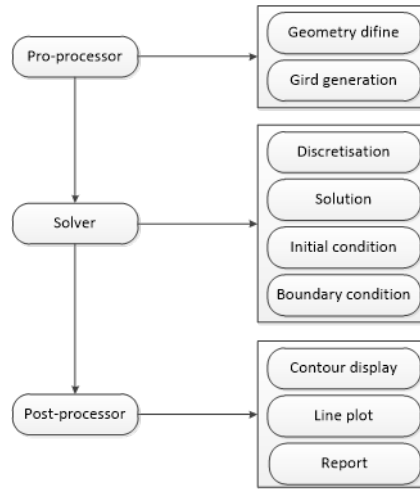 Pro-processor
Geometry difine
Gird generation
Solver
Discretisation
Solution
Initial condition
Boundary condition
Post-processor
Contour display
Line plot
Report